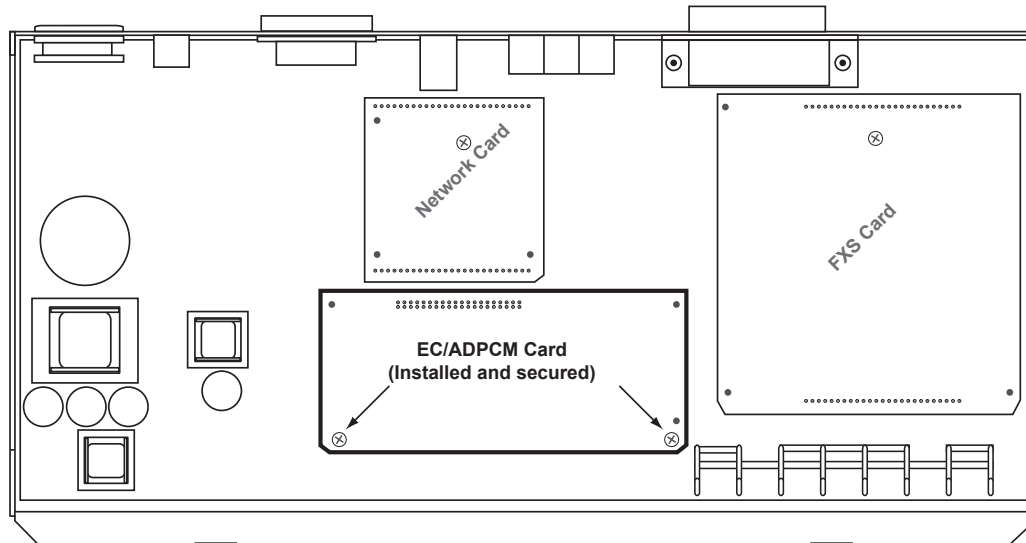 Network Card
FXS Card
EC/ADPCM Card
(Installed and secured)